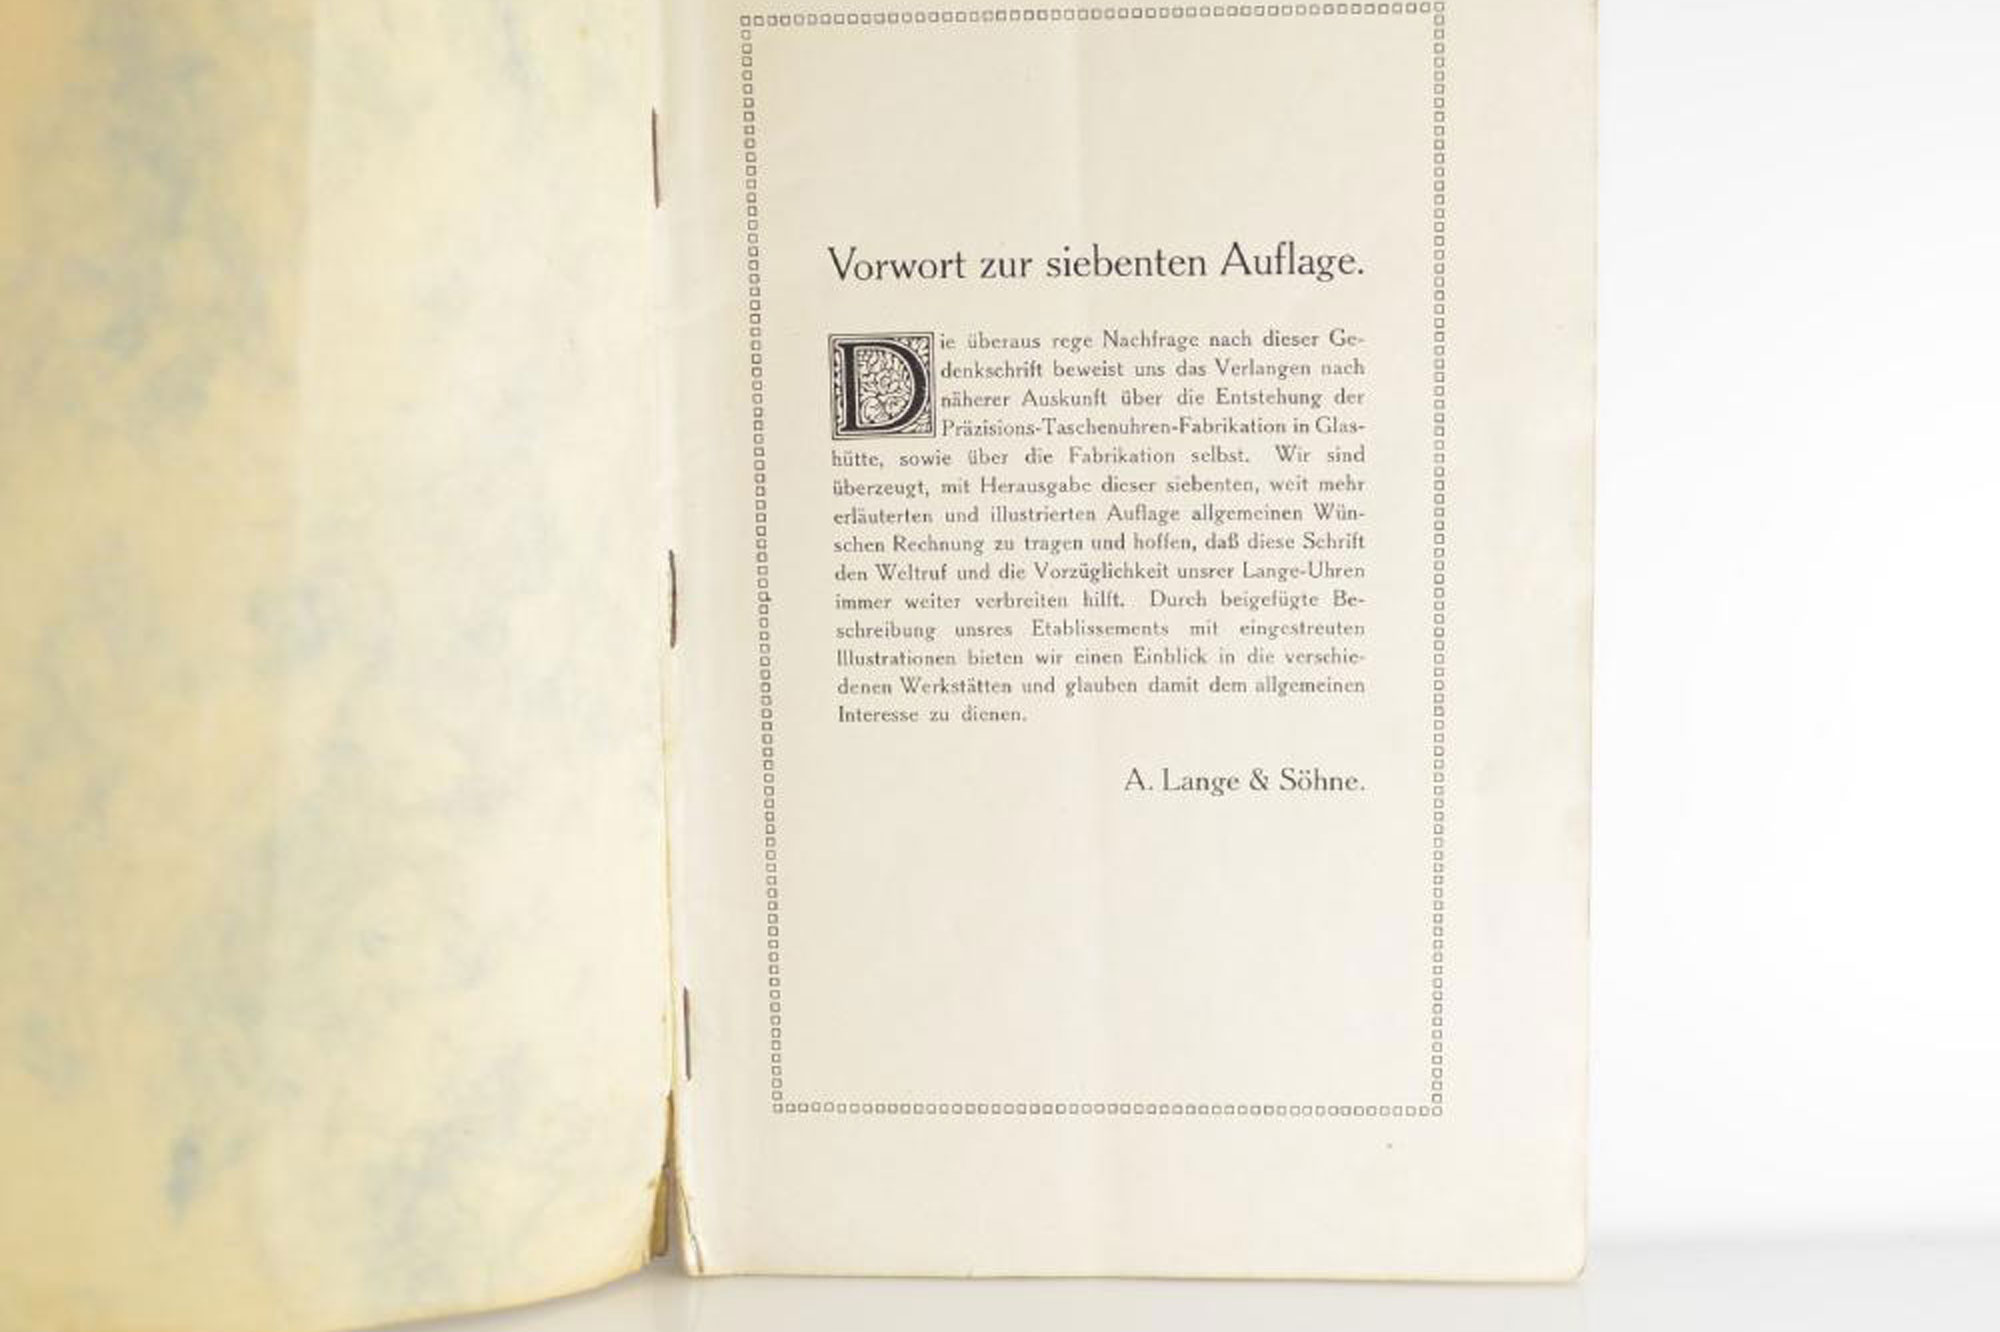 Vorwort zur siebenten Auflage.
Die überaus rege Nachfrage nach dieser Ge-
denkschrift beweist uns das Verlangen nach
näherer Auskunft über die Entstehung der
Präzisions-Taschenuhren-Fabrikation in Glas-
hütte, sowie über die Fabrikation selbst. Wir sind
überzeugt, mit Herausgabe dieser siebenten, weit mehr
erläuterten und illustrierten Auflage allgemeinen Wün-
schen Rechnung zu tragen und hoffen, daß diese Schrift
den Weltruf und die Vorzüglichkeit unsrer Lange-Uhren
immer weiter verbreiten hilft. Durch beigefügte Be-
schreibung unsres Etablissements mit eingestreuten
Illustrationen bieten wir einen Einblick in die verschie-
denen Werkstätten und glauben damit dem allgemeinen
Interesse zu dienen.
A. Lange & Söhne.